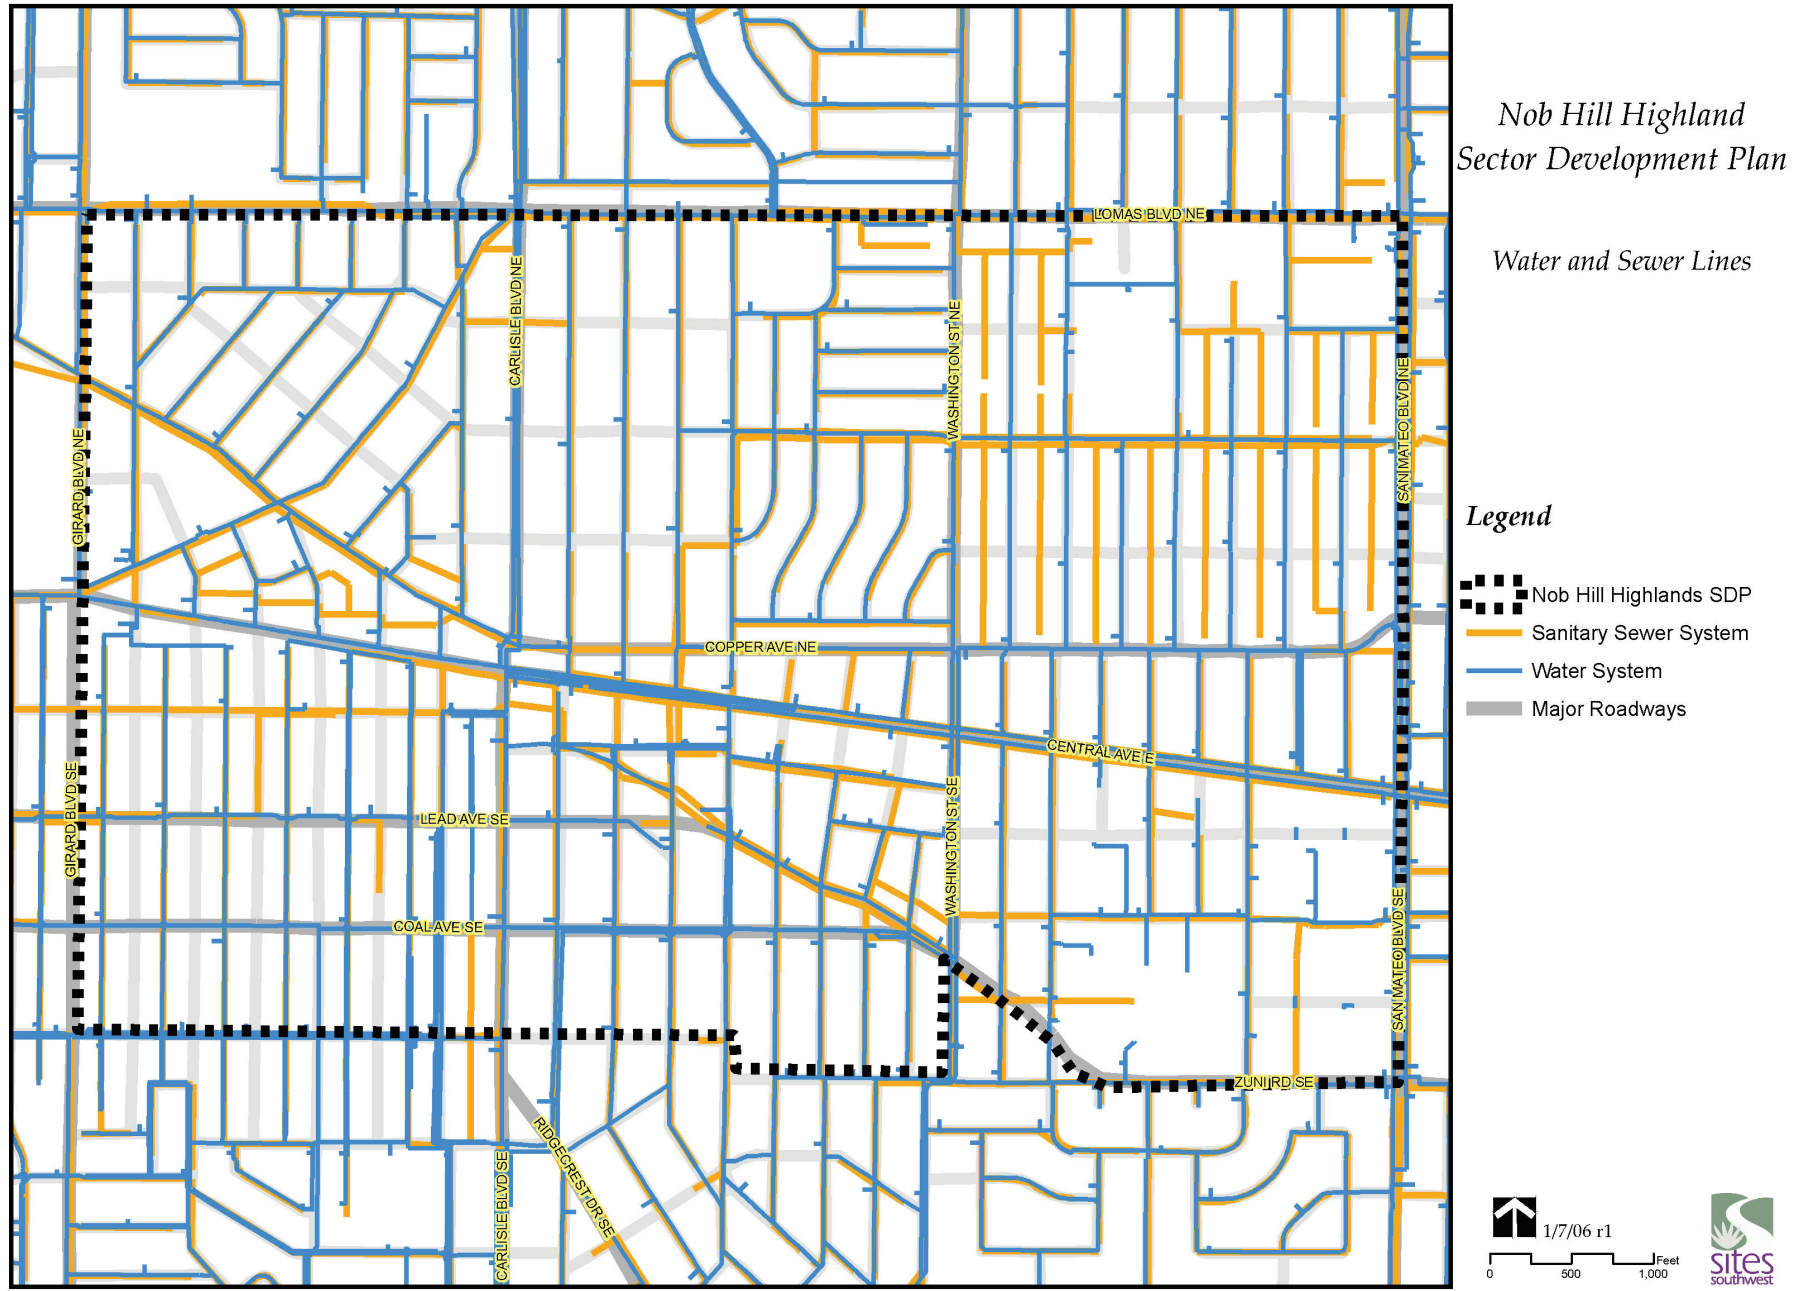 Nob Hill Highland
Sector Development Plan
Water and Sewer Lines
LOMAS BLVD NE
CARLISLE BLVD NE
WASHINGTON ST NE
SAN MATEO BLVD NE
GIRARD BLVD NE
COPPER AVE NE
CENTRAL AVE E
GIRARD BLVD SE
LEAD AVE SE
WASHINGTON ST SE
COAL AVE SE
SAN MATEO BLVD SE
ZUNI RD SE
RIDGECREST DR SE
CARLISLE BLVD SE
Legend
Nob Hill Highlands SDP
Sanitary Sewer System
Water System
Major Roadways
1/7/06 r1
Feet
0 500 1,000
sites
southwest